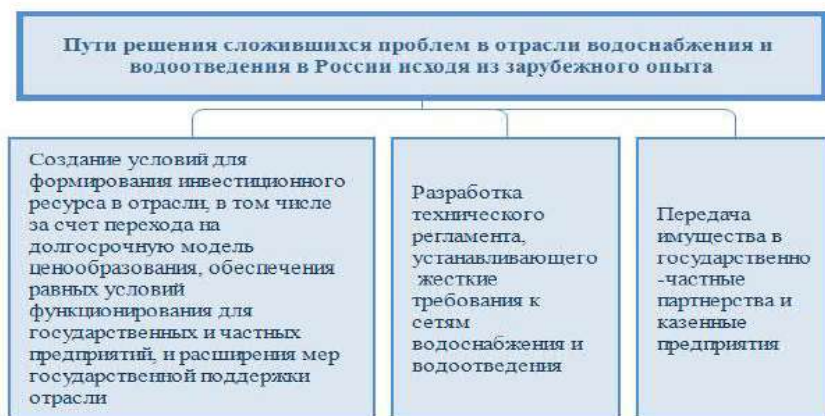 Пути решения сложившихся проблем в отрасли водоснабжения и
водоотведения в России исходя из зарубежного опыта
Создание условий для
формирования инвестиционного
ресурса в отрасли, в том числе
за счет перехода на
долгосрочную модель
ценообразования, обеспечения
равных условий
функционирования для
государственных и частных
предприятий, и расширения мер
государственной поддержки
отрасли
Разработка
технического
регламента,
устанавливающего
жесткие
требования к
сетям
водоснабжения и
водоотведения
Передача
имущества в
государственно
-частные
партнерства и
казенные
предприятия